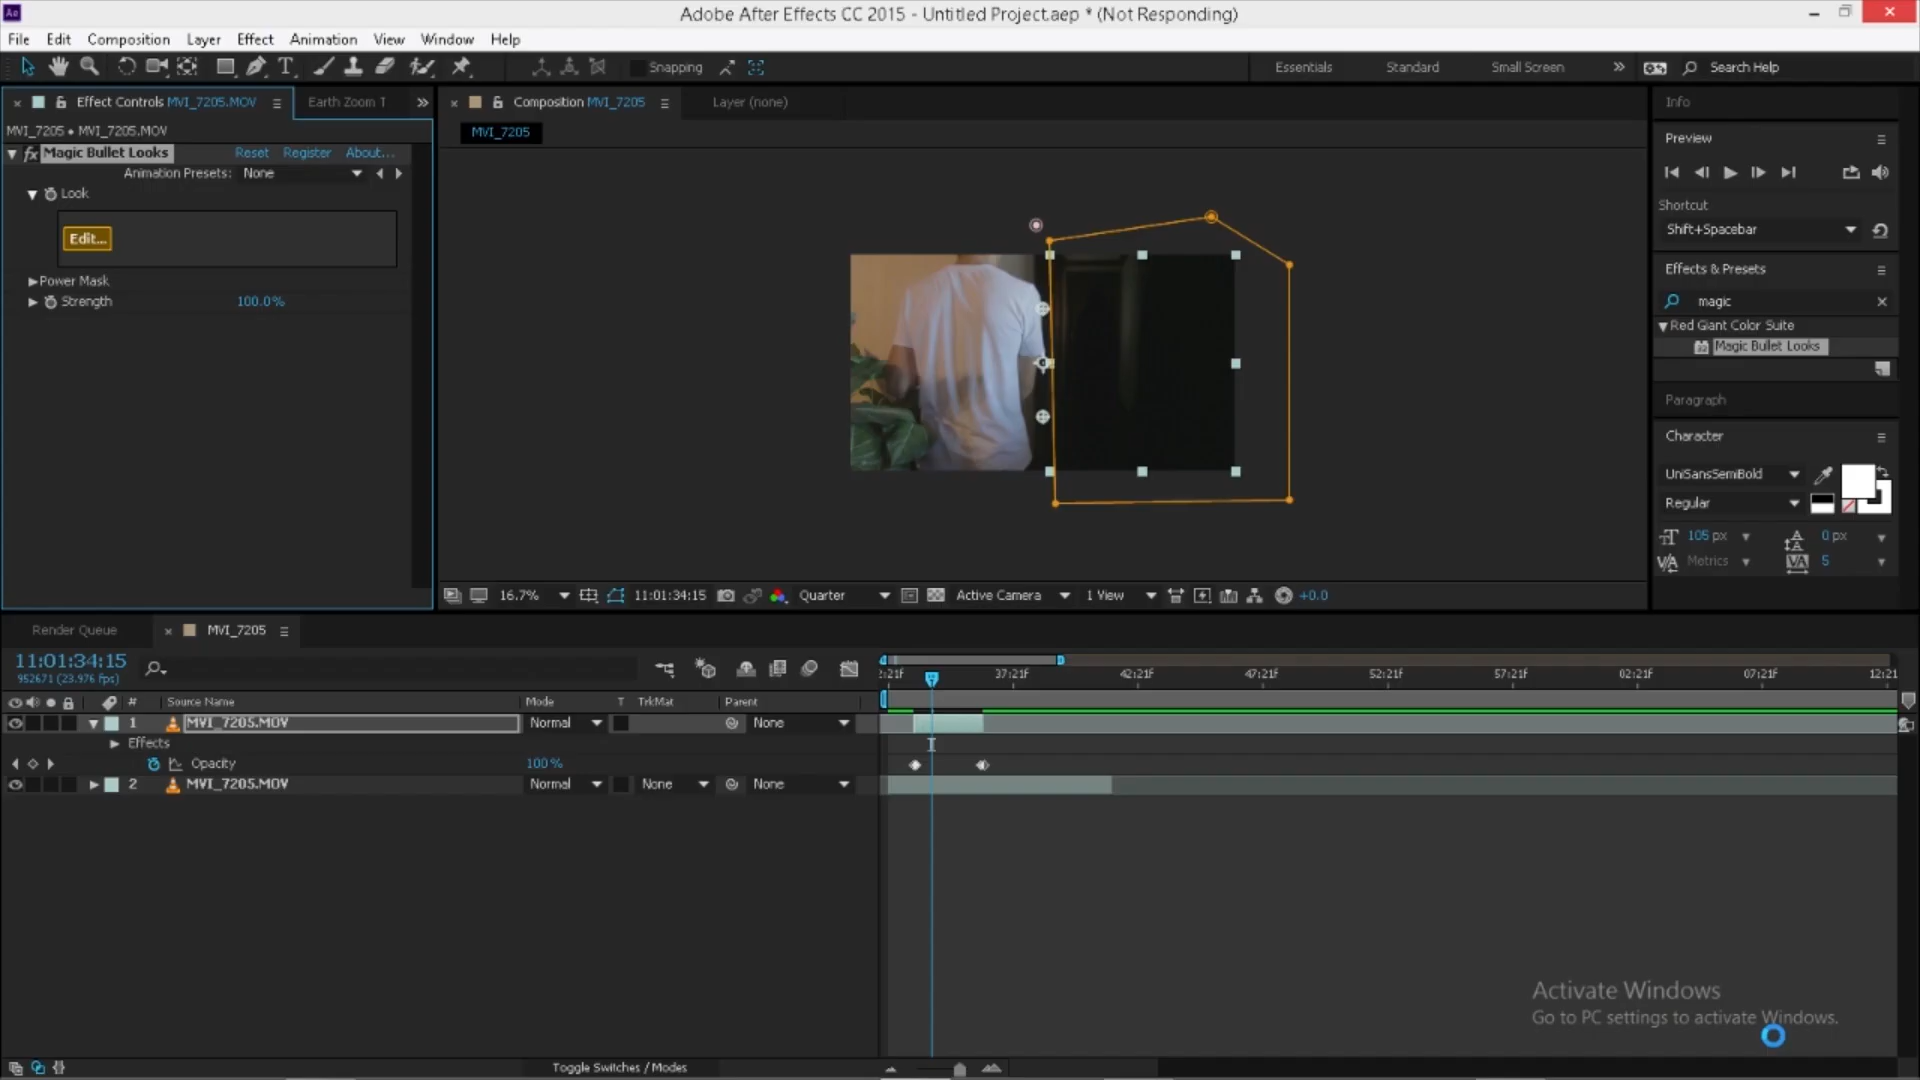 Ae
Adobe After Effects CC 2015 - Untitled Project.aep * (Not Responding)
File Edit Composition Layer Effect Animation View Window Help
T Snapping Essentials Standard Small Screen Search Help
Effect Controls MVI_7205.MOV Earth Zoom T
Composition MVI_7205 Layer (none)
Info
MVI_7205 • MVI_7205.MOV
MVI_7205
Preview
fx Magic Bullet Looks Reset Register About...
Animation Presets: None
Look
Edit...
Power Mask
Strength 100.0%
Shortcut
Shift+Spacebar
Effects & Presets
magic
Red Giant Color Suite
Magic Bullet Looks
Paragraph
Character
UniSansSemiBold
Regular
105 px 0 px
Metrics 5
16.7% 11:01:34:15 Quarter Active Camera 1 View +0.0
Render Queue MVI_7205
11:01:34:15
952671 (23.976 fps)
2:21f 37:21f 42:21f 47:21f 52:21f 57:21f 02:21f 07:21f 12:21
# Source Name Mode T TrkMat Parent
1 MVI_7205.MOV Normal None
Effects
Opacity 100 %
2 MVI_7205.MOV Normal None None
Activate Windows
Go to PC settings to activate Windows.
Toggle Switches / Modes